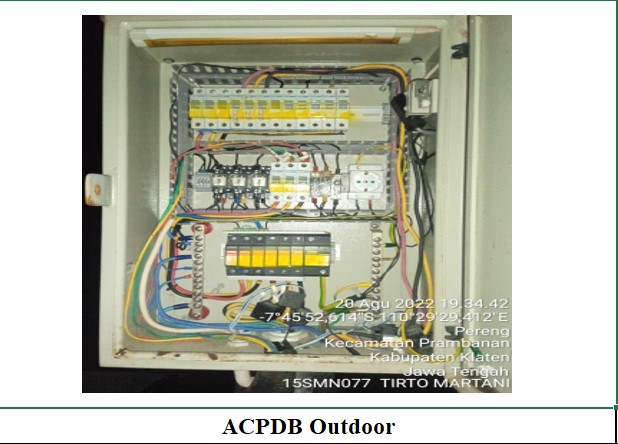 20 Agu 2022 19.34.42
-7°45'52,614"S 110°29'29,412"E
Pereng
Kecamatan Prambanan
Kabupaten Klaten
Jawa Tengah
15SMN077 TIRTO MARTANI
ACPDB Outdoor